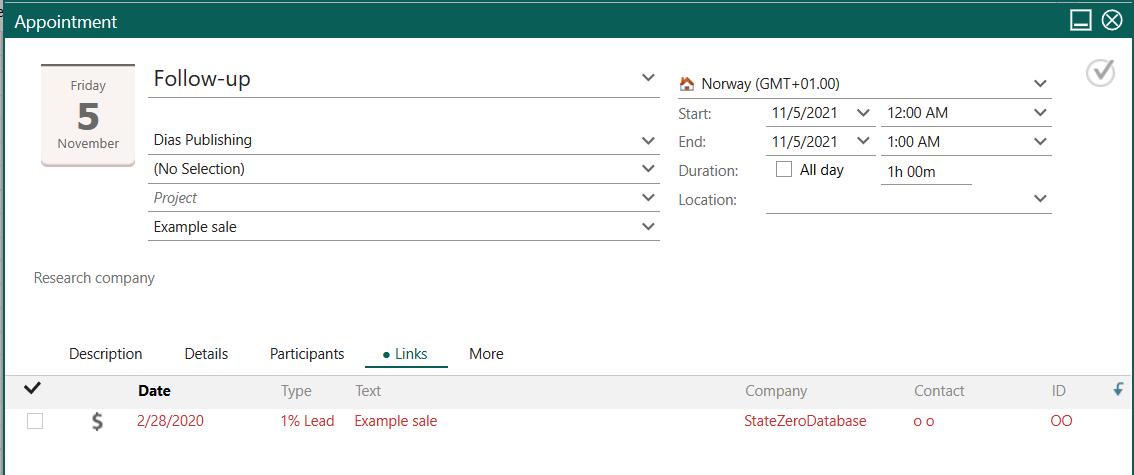 Appointment
Friday
5
November
Follow-up
Dias Publishing
(No Selection)
Project
Example sale
Norway (GMT+01.00)
Start: 11/5/2021 12:00 AM
End: 11/5/2021 1:00 AM
Duration: All day 1h 00m
Location:
Research company
Description Details Participants Links More
Date Type Text Company Contact ID
$ 2/28/2020 1% Lead Example sale StateZeroDatabase o o OO